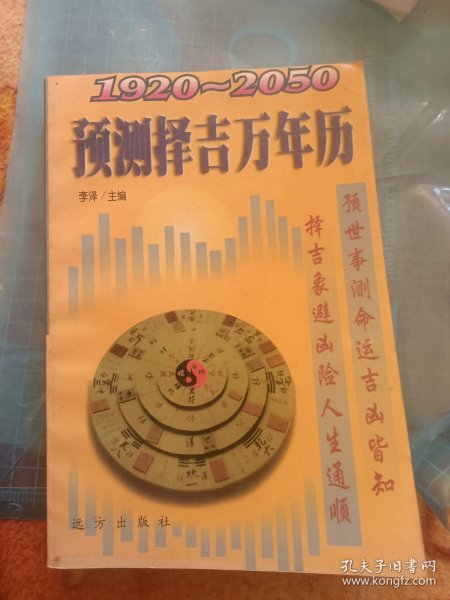 1920~2050
预测择吉万年历
李泽/主编
预世事测命运吉凶皆知
择吉象避凶险人生通顺
远方出版社
孔夫子旧书网
www.kongfz.com